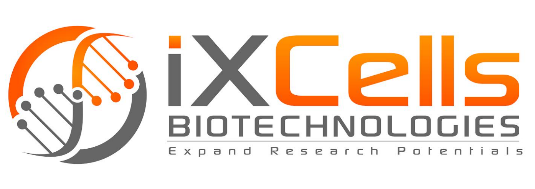 iXCells
BIOTECHNOLOGIES
Expand Research Potentials